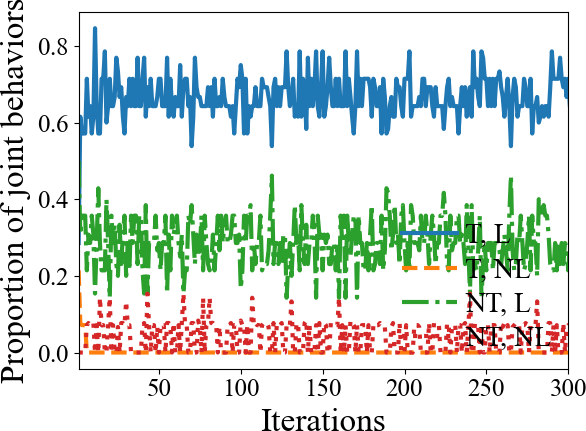 Proportion of joint behaviors
0.8
0.6
0.4
0.2
0.0
T, L
T, NL
NT, L
NT, NL
50
100
150
200
250
300
Iterations